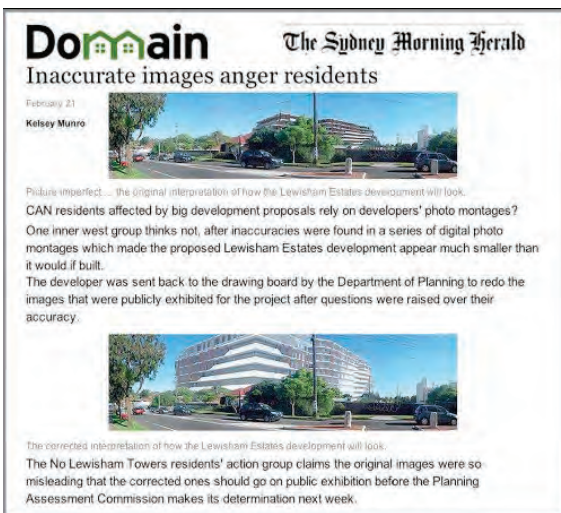 Domain
The Sydney Morning Herald
Inaccurate images anger residents
February 21
Kelsey Munro
Picture imperfect ... the original interpretation of how the Lewisham Estates development will look.
CAN residents affected by big development proposals rely on developers' photo montages?
One inner west group thinks not, after inaccuracies were found in a series of digital photo
montages which made the proposed Lewisham Estates development appear much smaller than
it would if built.
The developer was sent back to the drawing board by the Department of Planning to redo the
images that were publicly exhibited for the project after questions were raised over their
accuracy.
The corrected interpretation of how the Lewisham Estates development will look.
The No Lewisham Towers residents' action group claims the original images were so
misleading that the corrected ones should go on public exhibition before the Planning
Assessment Commission makes its determination next week.